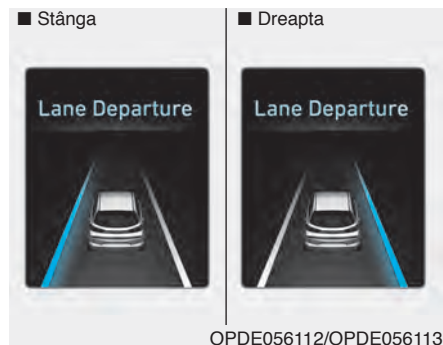 ■ Stânga
■ Dreapta
Lane Departure
Lane Departure
OPDE056112/OPDE056113